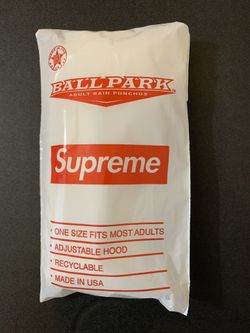 BALLPARK
ADULT RAIN PONCHOS
Supreme
• ONE SIZE FITS MOST ADULTS
• ADJUSTABLE HOOD
• RECYCLABLE
• MADE IN USA